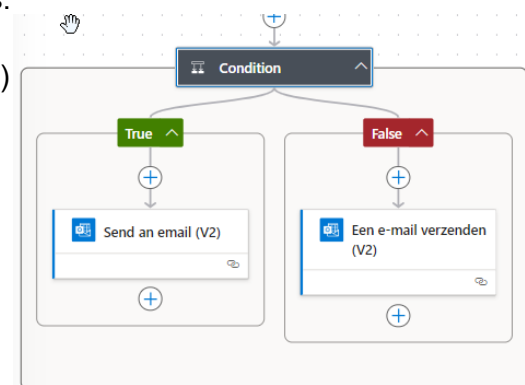 s.
)
Condition
True
False
Send an email (V2)
Een e-mail verzenden
(V2)